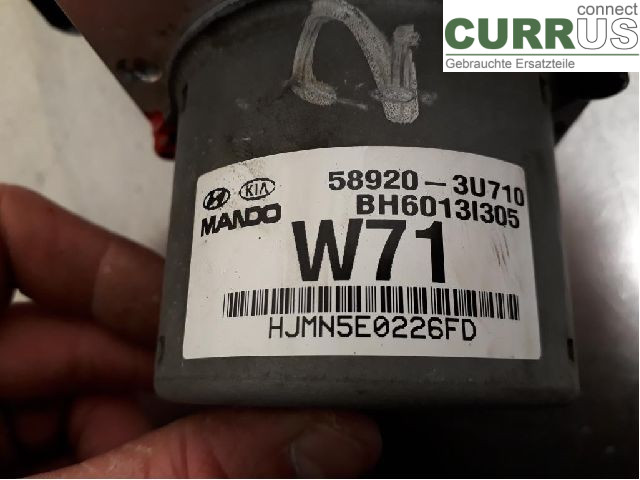 connect
CURRUS
Gebrauchte Ersatzteile
N
KIA
58920-3U710
MANDO
BH6013I305
W71
HJMN5E0226FD